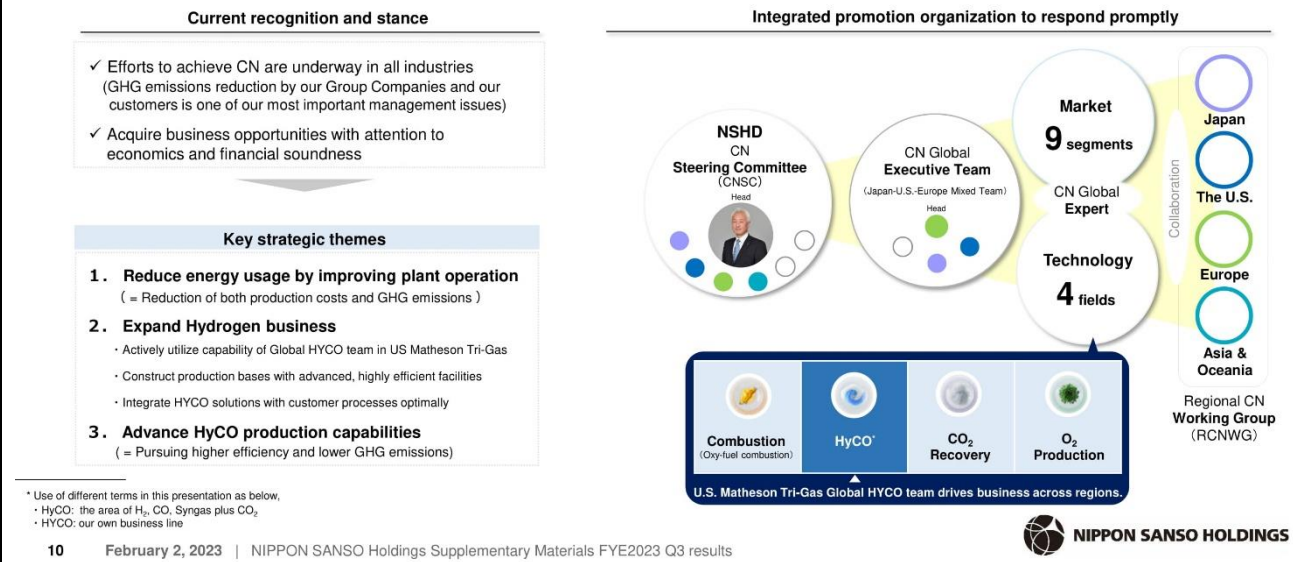 Current recognition and stance
✓ Efforts to achieve CN are underway in all industries
(GHG emissions reduction by our Group Companies and our
customers is one of our most important management issues)
✓ Acquire business opportunities with attention to
economics and financial soundness
Key strategic themes
1. Reduce energy usage by improving plant operation
( = Reduction of both production costs and GHG emissions )
2. Expand Hydrogen business
・Actively utilize capability of Global HYCO team in US Matheson Tri-Gas
・Construct production bases with advanced, highly efficient facilities
・Integrate HYCO solutions with customer processes optimally
3. Advance HyCO production capabilities
( = Pursuing higher efficiency and lower GHG emissions)
Integrated promotion organization to respond promptly
NSHD
CN
Steering Committee
(CNSC)
Head
CN Global
Executive Team
(Japan-U.S.-Europe Mixed Team)
Head
Market
9 segments
CN Global
Expert
Technology
4 fields
Collaboration
Japan
The U.S.
Europe
Asia &
Oceania
Regional CN
Working Group
(RCNWG)
Combustion
(Oxy-fuel combustion)
HyCO*
CO₂
Recovery
O₂
Production
U.S. Matheson Tri-Gas Global HYCO team drives business across regions.
* Use of different terms in this presentation as below,
・HyCO: the area of H₂, CO, Syngas plus CO₂
・HYCO: our own business line
10 February 2, 2023 | NIPPON SANSO Holdings Supplementary Materials FYE2023 Q3 results
NIPPON SANSO HOLDINGS